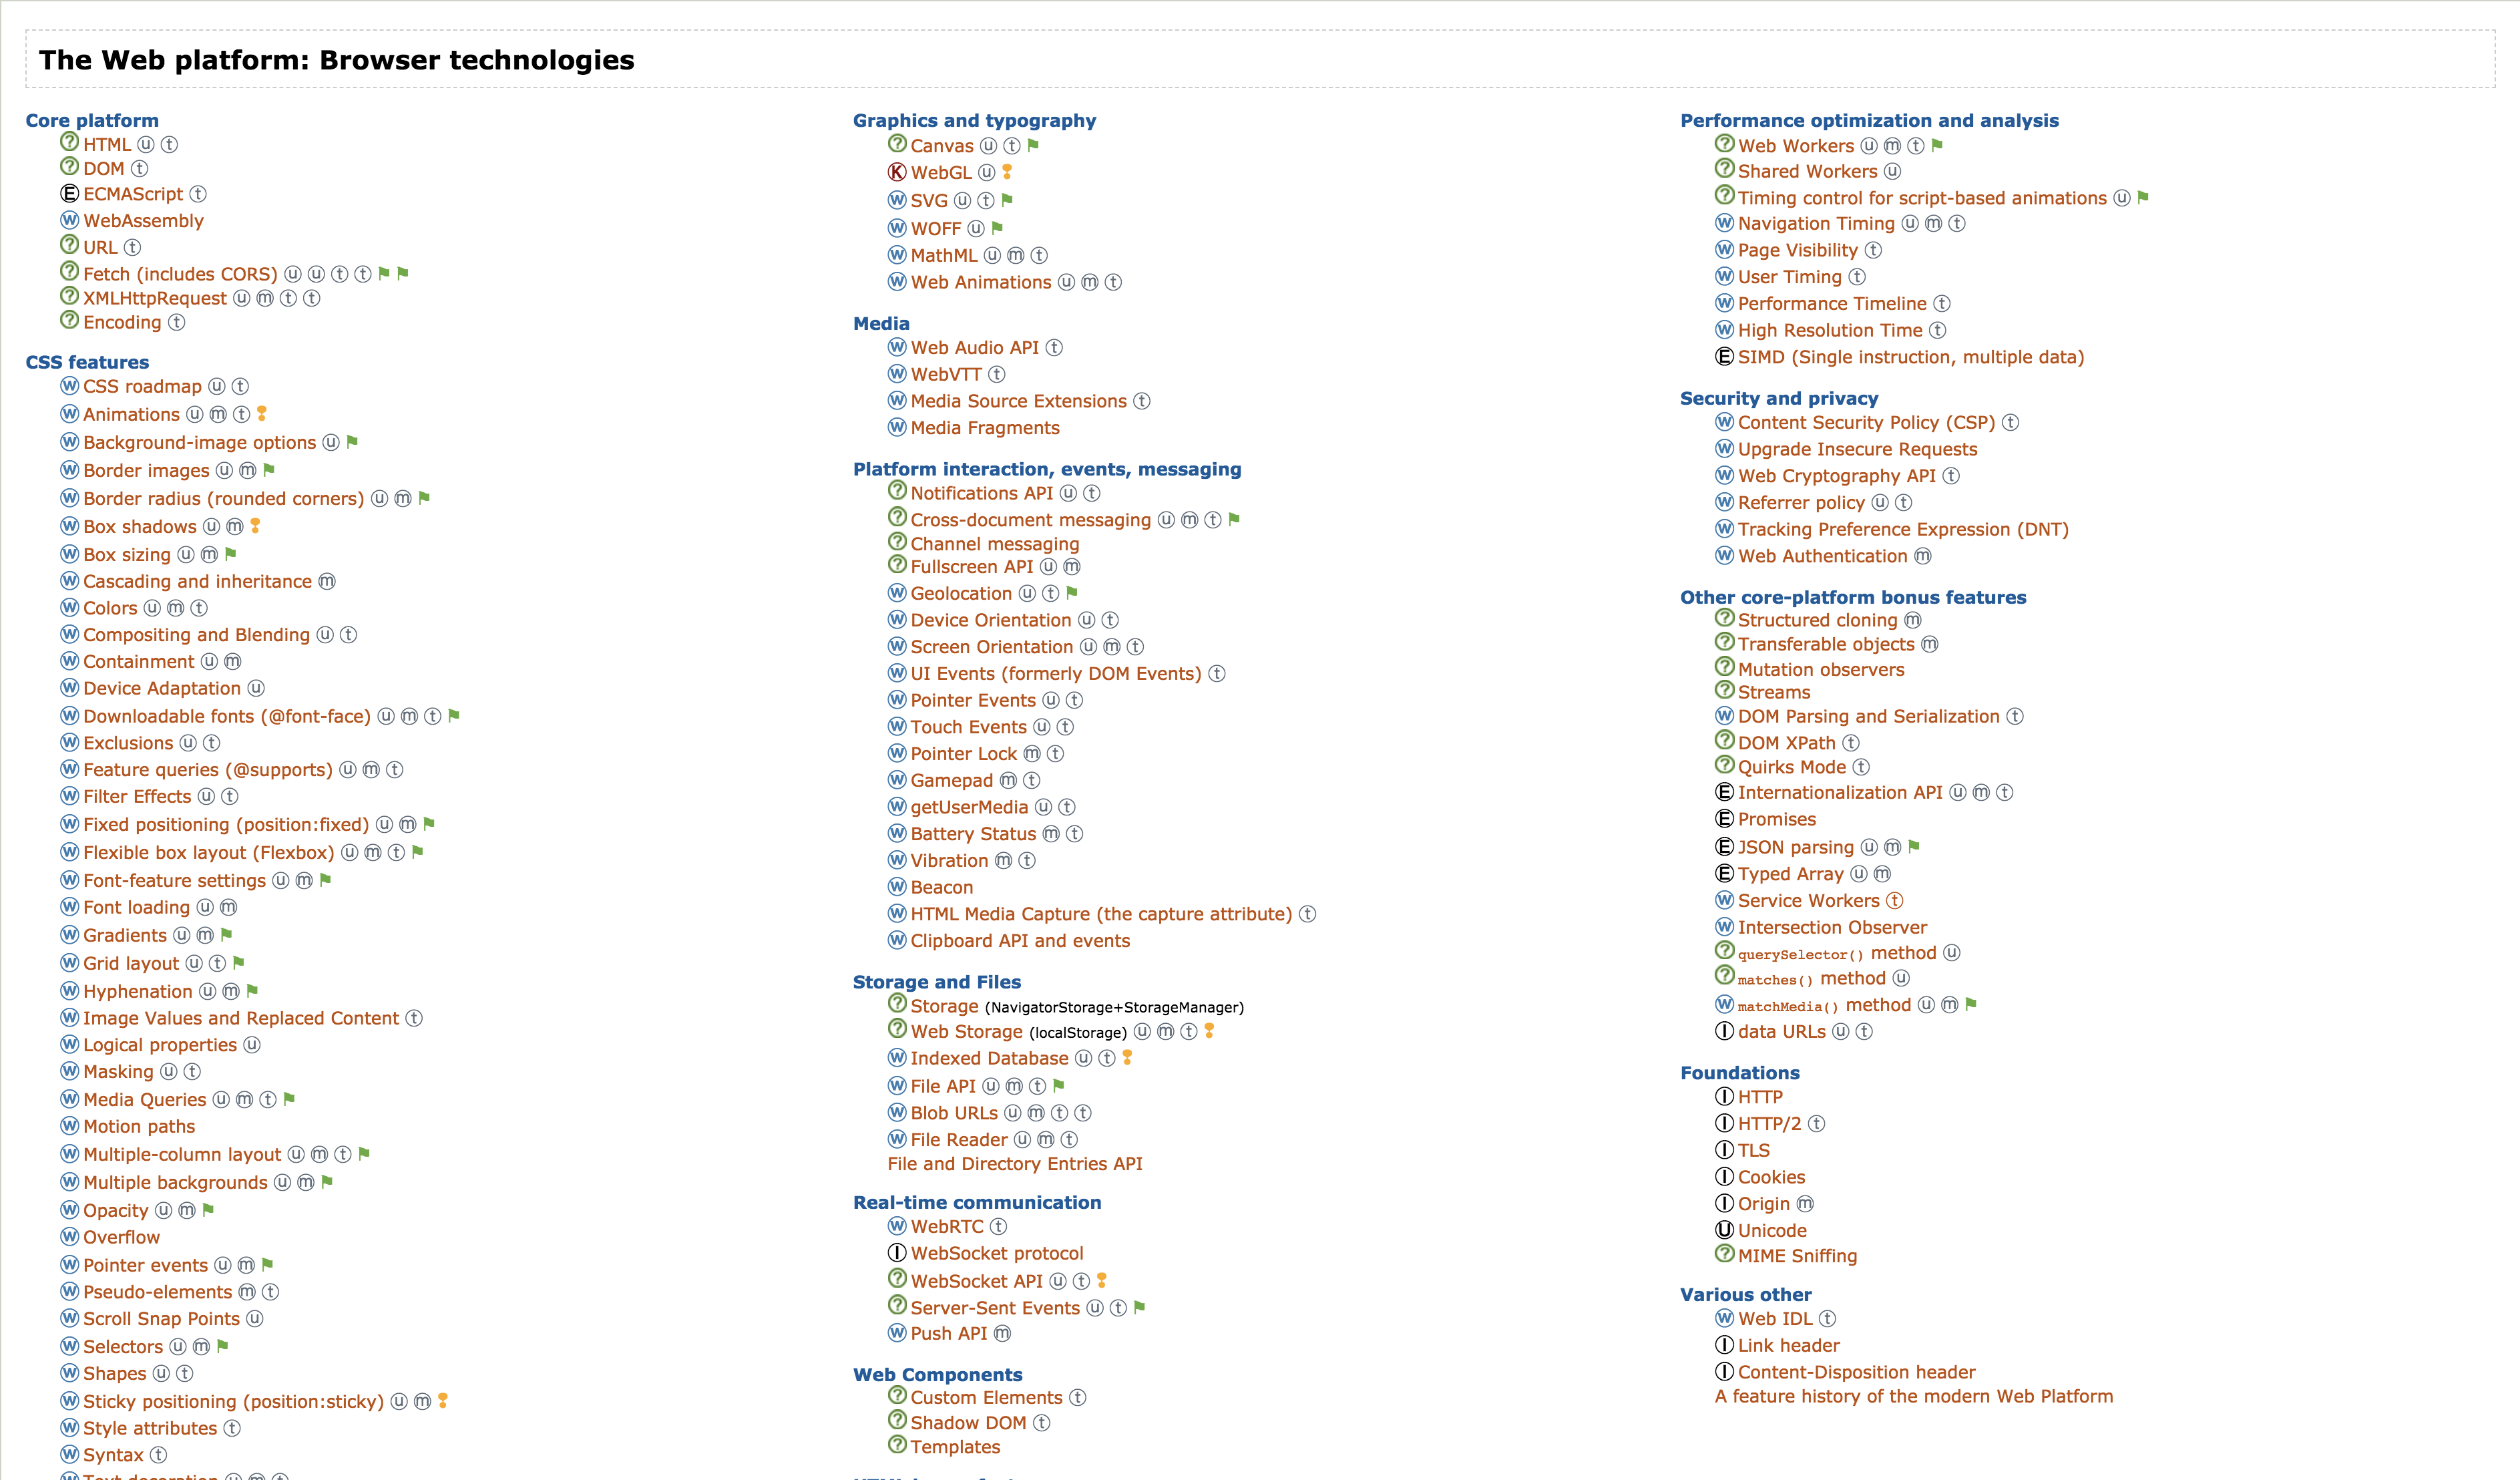 The Web platform: Browser technologies
Core platform
? HTML u t
? DOM t
E ECMAScript t
W WebAssembly
? URL t
? Fetch (includes CORS) u u t t
? XMLHttpRequest u m t t
? Encoding t
CSS features
W CSS roadmap u t
W Animations u m t
W Background-image options u
W Border images u m
W Border radius (rounded corners) u m
W Box shadows u m
W Box sizing u m
W Cascading and inheritance m
W Colors u m t
W Compositing and Blending u t
W Containment u m
W Device Adaptation u
W Downloadable fonts (@font-face) u m t
W Exclusions u t
W Feature queries (@supports) u m t
W Filter Effects u t
W Fixed positioning (position:fixed) u m
W Flexible box layout (Flexbox) u m t
W Font-feature settings u m
W Font loading u m
W Gradients u m
W Grid layout u t
W Hyphenation u m
W Image Values and Replaced Content t
W Logical properties u
W Masking u t
W Media Queries u m t
W Motion paths
W Multiple-column layout u m t
W Multiple backgrounds u m
W Opacity u m
W Overflow
W Pointer events u m
W Pseudo-elements m t
W Scroll Snap Points u
W Selectors u m
W Shapes u t
W Sticky positioning (position:sticky) u m
W Style attributes t
W Syntax t
Graphics and typography
? Canvas u t
K WebGL u
W SVG u t
W WOFF u
W MathML u m t
W Web Animations u m t
Media
W Web Audio API t
W WebVTT t
W Media Source Extensions t
W Media Fragments
Platform interaction, events, messaging
? Notifications API u t
? Cross-document messaging u m t
? Channel messaging
? Fullscreen API u m
W Geolocation u t
W Device Orientation u t
W Screen Orientation u m t
W UI Events (formerly DOM Events) t
W Pointer Events u t
W Touch Events u t
W Pointer Lock m t
W Gamepad m t
W getUserMedia u t
W Battery Status m t
W Vibration m t
W Beacon
W HTML Media Capture (the capture attribute) t
W Clipboard API and events
Storage and Files
? Storage (NavigatorStorage+StorageManager)
? Web Storage (localStorage) u m t
W Indexed Database u t
W File API u m t
W Blob URLs u m t t
W File Reader u m t
File and Directory Entries API
Real-time communication
W WebRTC t
I WebSocket protocol
? WebSocket API u t
? Server-Sent Events u t
W Push API m
Web Components
? Custom Elements t
? Shadow DOM t
? Templates
Performance optimization and analysis
? Web Workers u m t
? Shared Workers u
? Timing control for script-based animations u
W Navigation Timing u m t
W Page Visibility t
W User Timing t
W Performance Timeline t
W High Resolution Time t
E SIMD (Single instruction, multiple data)
Security and privacy
W Content Security Policy (CSP) t
W Upgrade Insecure Requests
W Web Cryptography API t
W Referrer policy u t
W Tracking Preference Expression (DNT)
W Web Authentication m
Other core-platform bonus features
? Structured cloning m
? Transferable objects m
? Mutation observers
? Streams
W DOM Parsing and Serialization t
? DOM XPath t
? Quirks Mode t
E Internationalization API u m t
E Promises
E JSON parsing u m
E Typed Array u m
W Service Workers t
W Intersection Observer
? querySelector() method u
? matches() method u
W matchMedia() method u m
I data URLs u t
Foundations
I HTTP
I HTTP/2 t
I TLS
I Cookies
I Origin m
U Unicode
? MIME Sniffing
Various other
W Web IDL t
I Link header
I Content-Disposition header
A feature history of the modern Web Platform